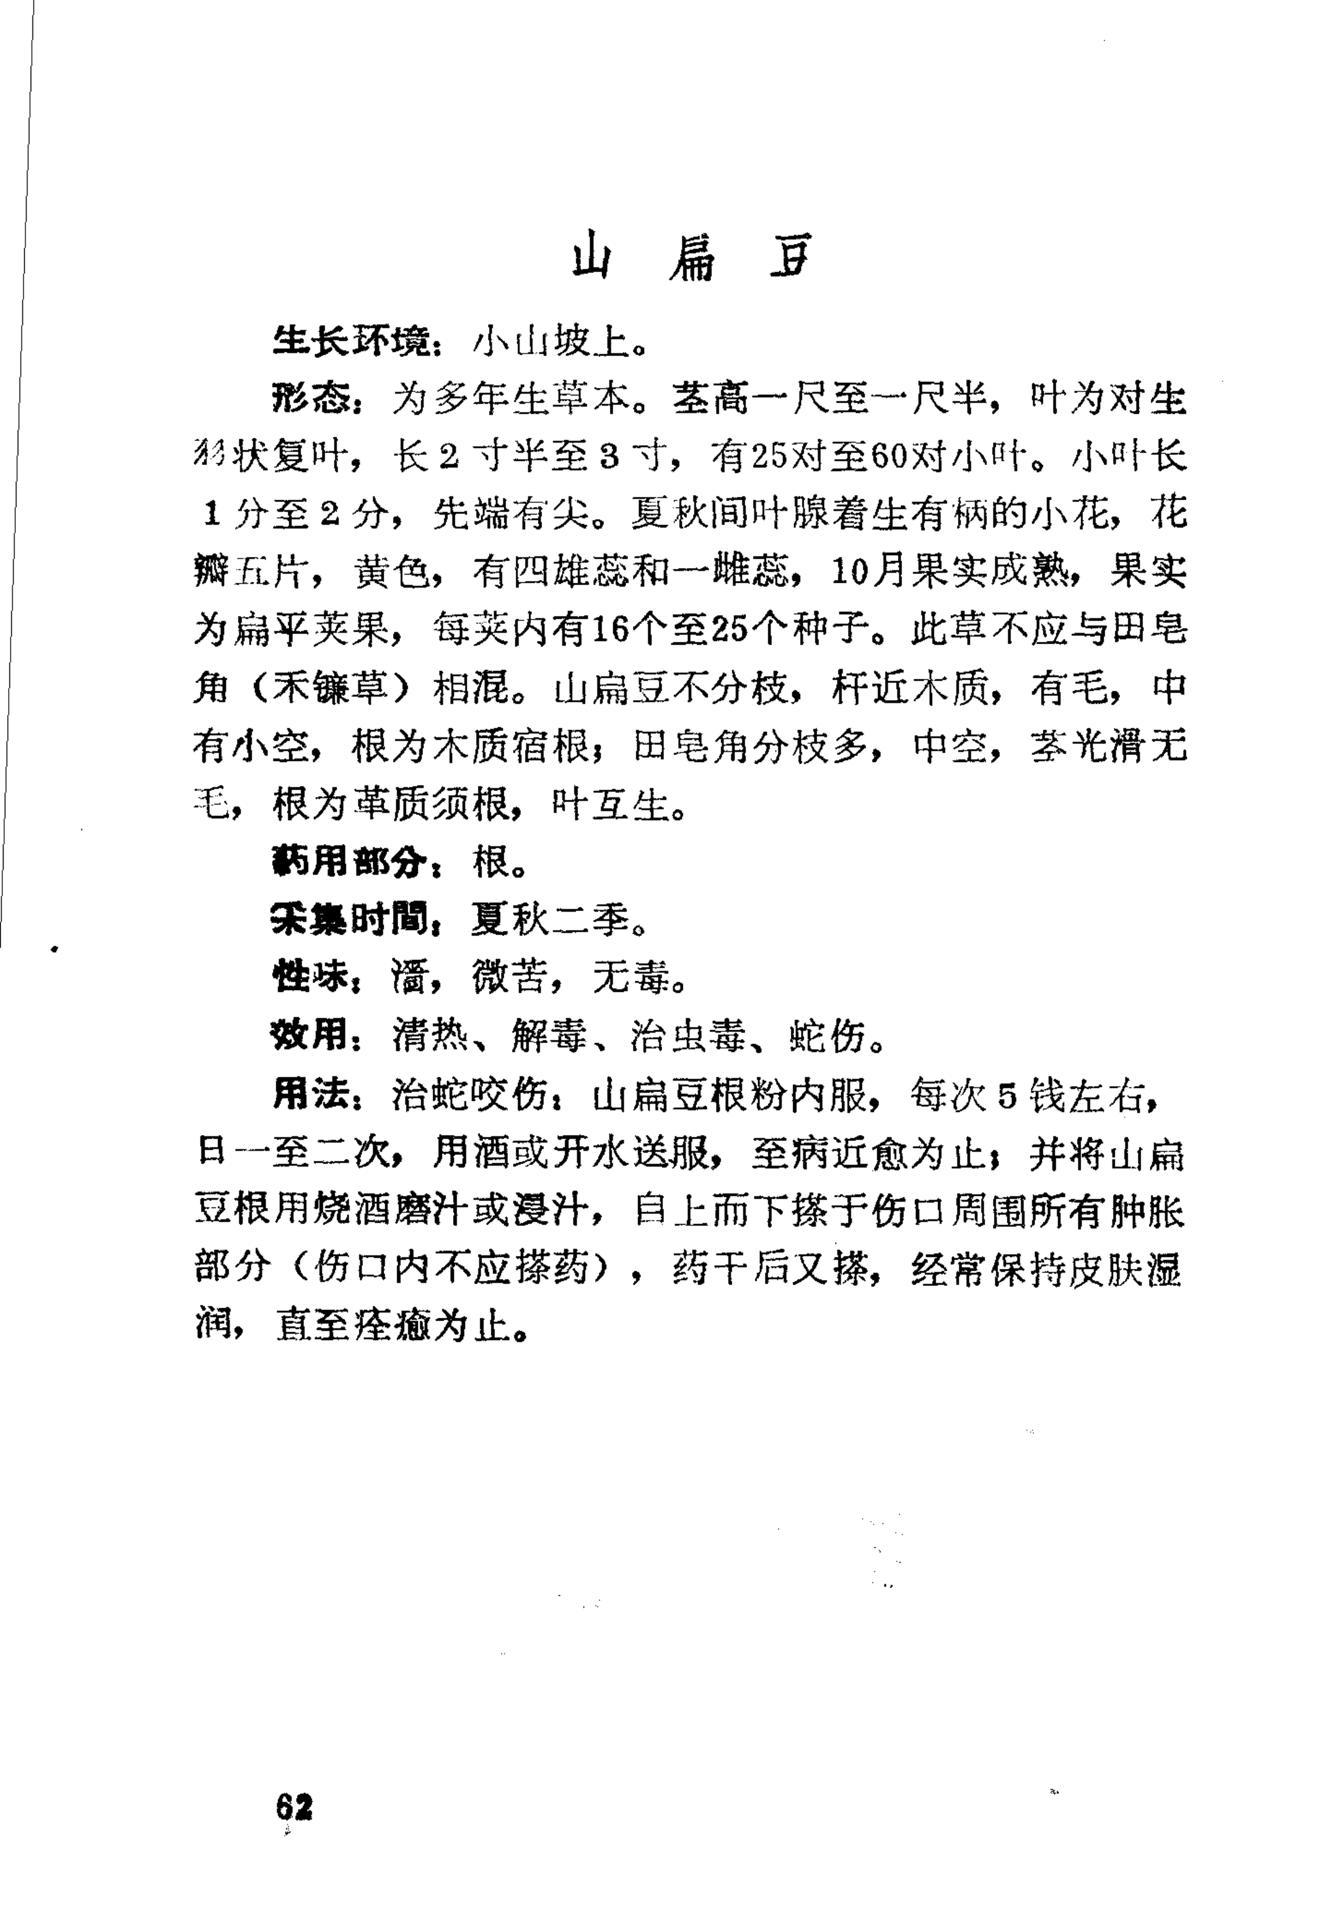 山扁豆
生长环境：小山坡上。
形态：为多年生草本。茎高一尺至一尺半，叶为对生
羽状复叶，长2寸半至3寸，有25对至60对小叶。小叶长
1分至2分，先端有尖。夏秋间叶腺着生有柄的小花，花
瓣五片，黄色，有四雄蕊和一雌蕊，10月果实成熟，果实
为扁平荚果，每荚内有16个至25个种子。此草不应与田皂
角（禾镰草）相混。山扁豆不分枝，杆近木质，有毛，中
有小空，根为木质宿根；田皂角分枝多，中空，茎光滑无
毛，根为革质须根，叶互生。
药用部分：根。
采集时間：夏秋二季。
性味：濇，微苦，无毒。
效用：清热、解毒、治虫毒、蛇伤。
用法：治蛇咬伤：山扁豆根粉内服，每次5钱左右，
日一至二次，用酒或开水送服，至病近愈为止；并将山扁
豆根用烧酒磨汁或浸汁，自上而下搽于伤口周围所有肿胀
部分（伤口内不应搽药），药干后又搽，经常保持皮肤湿
润，直至痊癒为止。
62